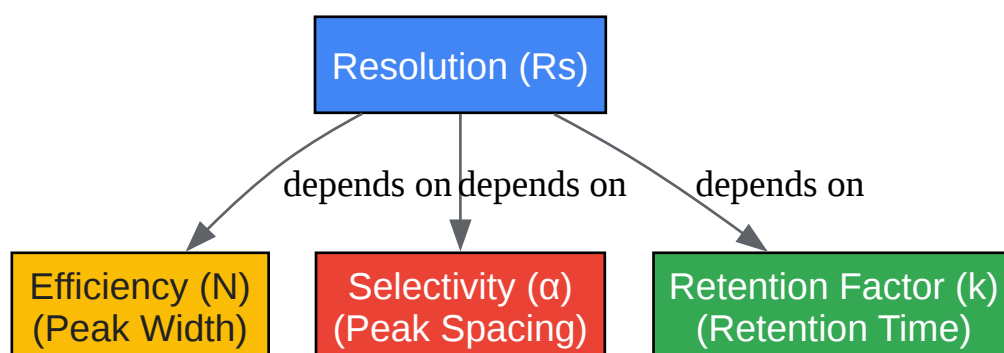 Resolution (Rs)
depends on
depends on
depends on
Efficiency (N)
(Peak Width)
Selectivity (α)
(Peak Spacing)
Retention Factor (k)
(Retention Time)